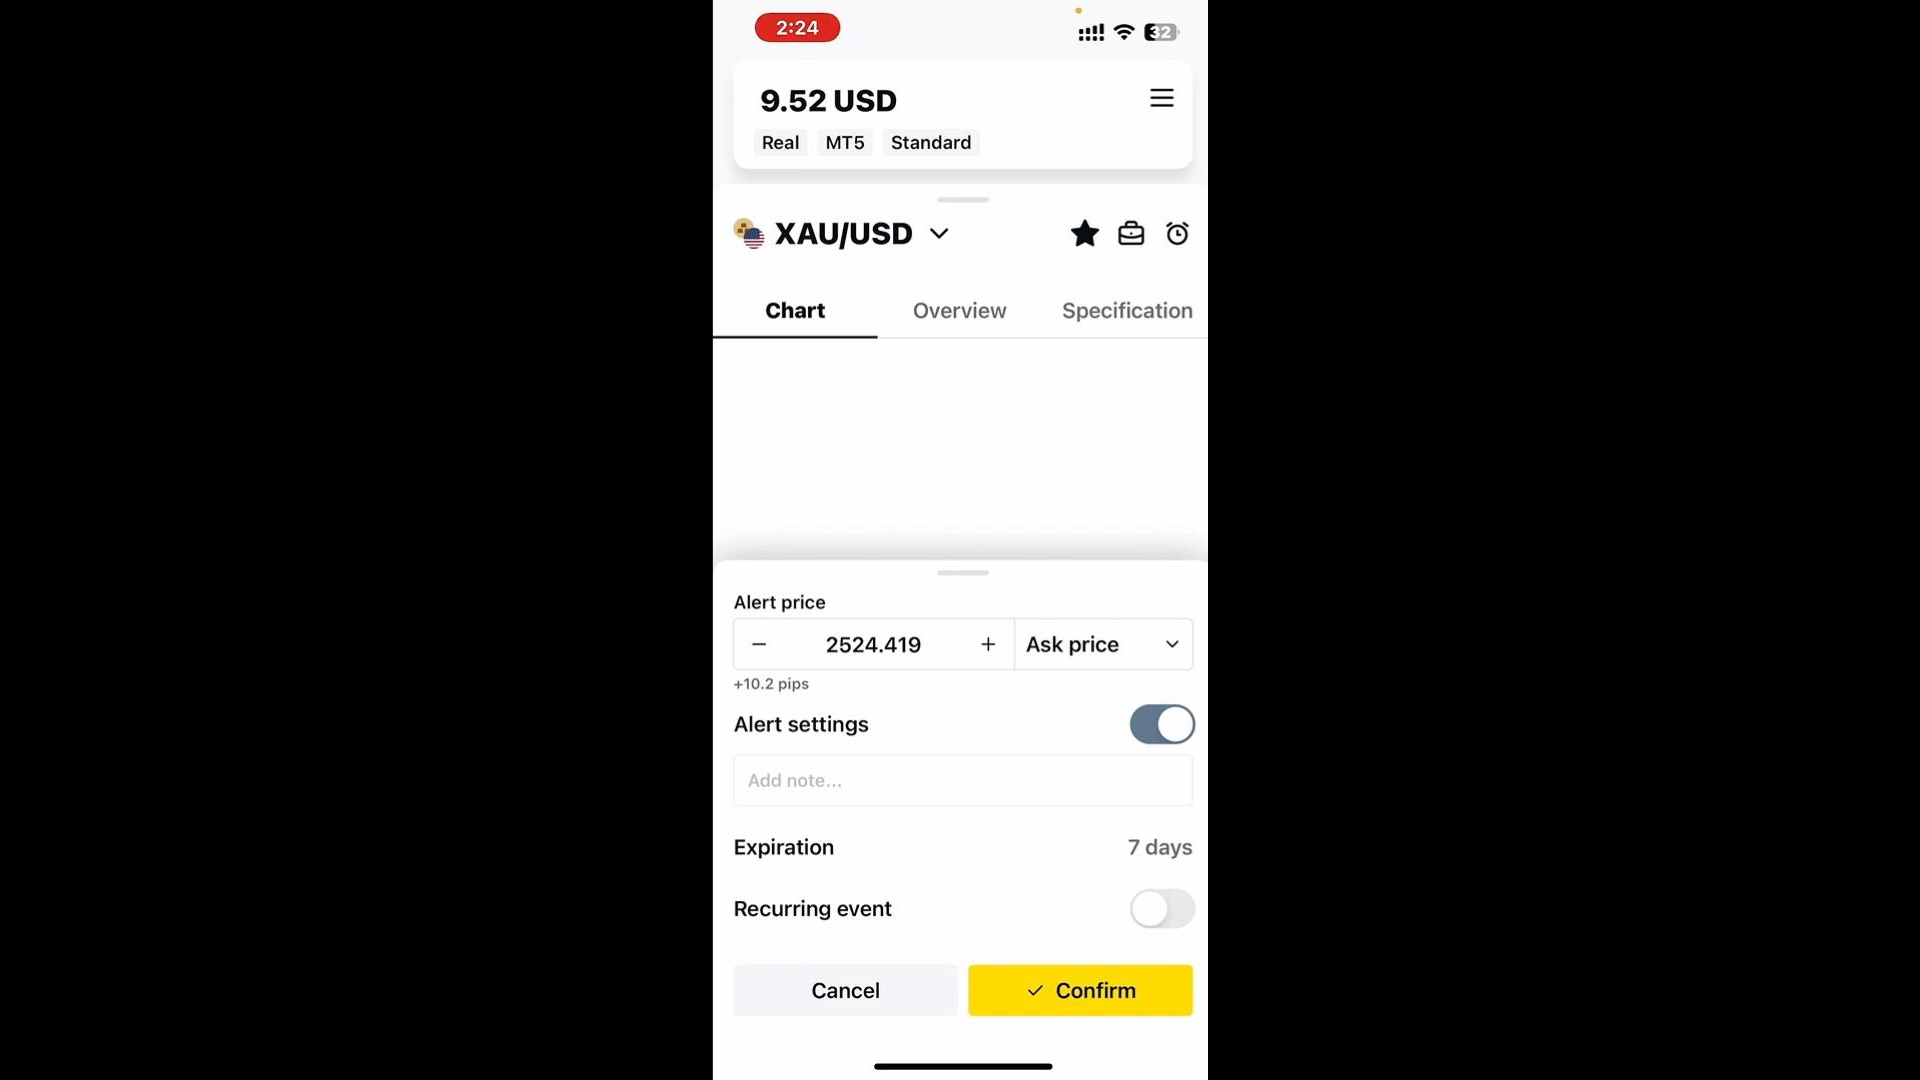 2:24
32
9.52 USD
Real MT5 Standard
XAU/USD
Chart Overview Specification
Alert price
− 2524.419 + Ask price
+10.2 pips
Alert settings
Add note...
Expiration 7 days
Recurring event
Cancel Confirm